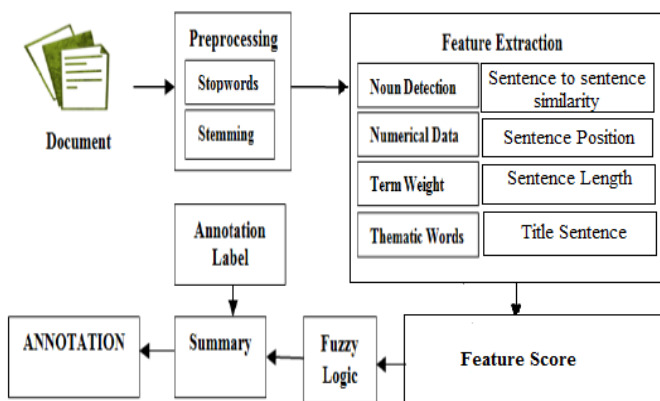 Document
Preprocessing
Stopwords
Stemming
Feature Extraction
Noun Detection
Sentence to sentence
similarity
Numerical Data
Sentence Position
Term Weight
Sentence Length
Thematic Words
Title Sentence
Annotation
Label
ANNOTATION
Summary
Fuzzy
Logic
Feature Score